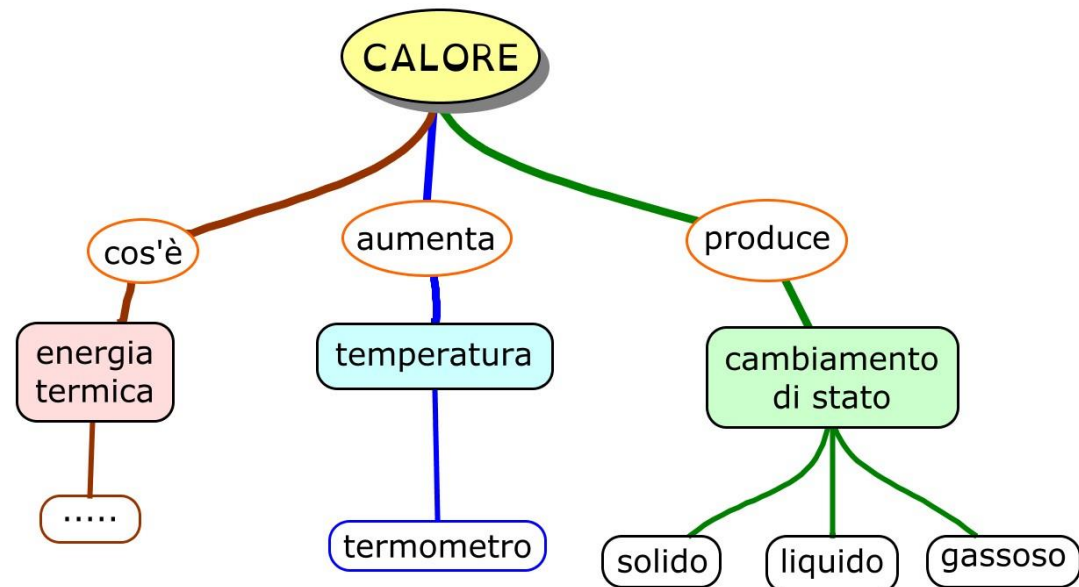 CALORE
cos'è
aumenta
produce
energia
termica
temperatura
cambiamento
di stato
.....
termometro
solido
liquido
gassoso